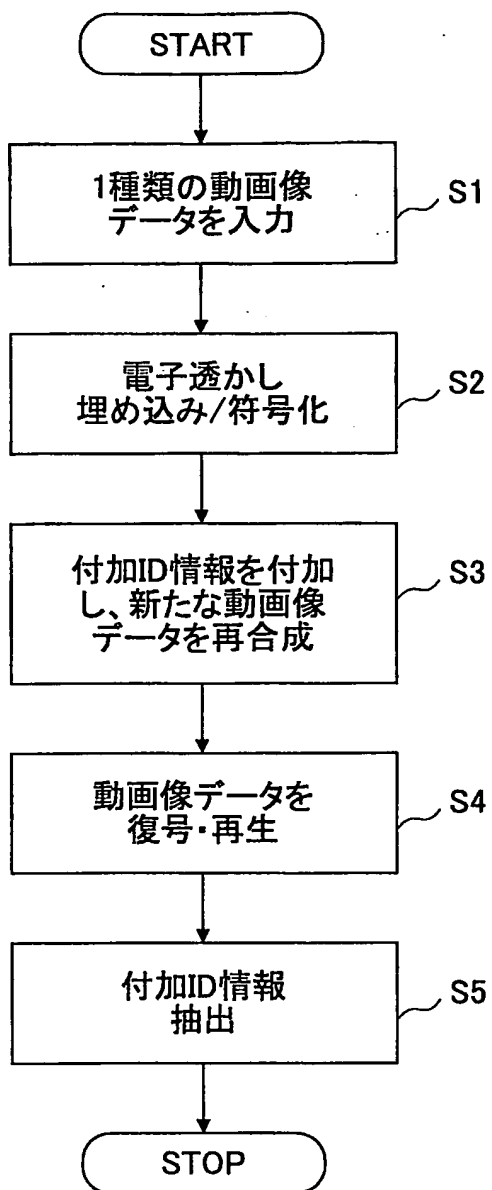 START
1種類の動画像
データを入力
S1
電子透かし
埋め込み/符号化
S2
付加ID情報を付加
し、新たな動画像
データを再合成
S3
動画像データを
復号・再生
S4
付加ID情報
抽出
S5
STOP